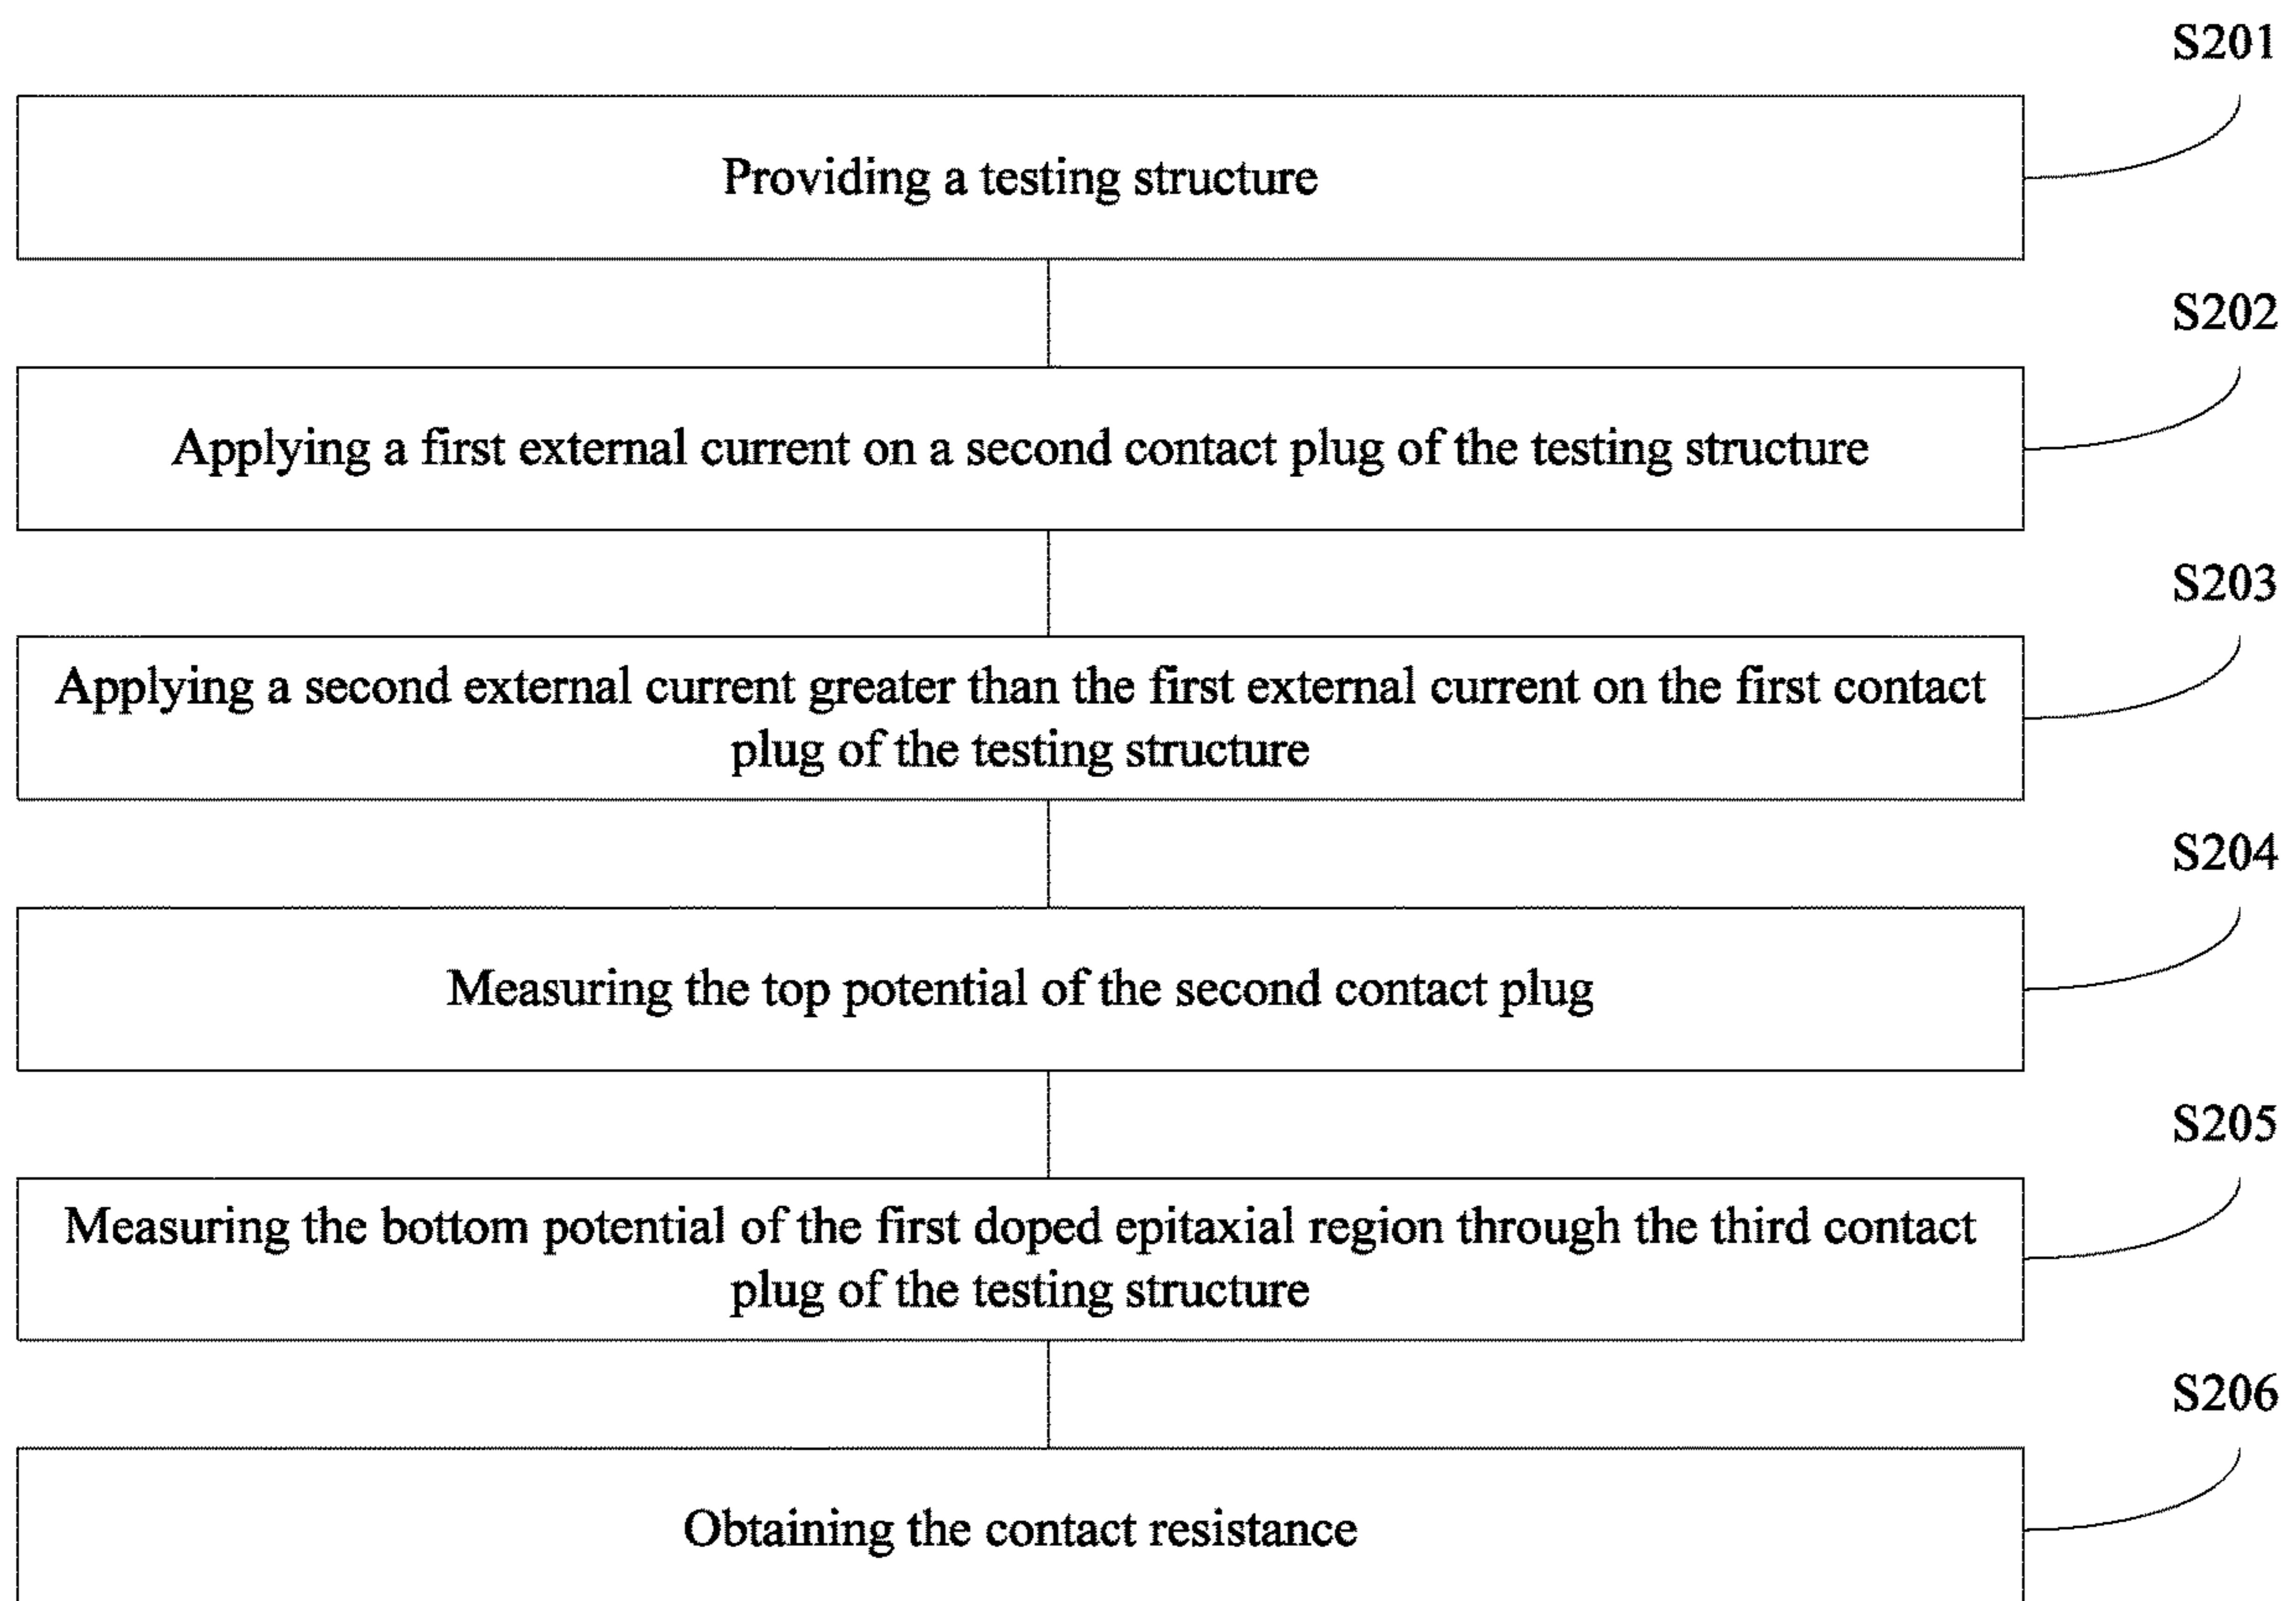 S201
Providing a testing structure
S202
Applying a first external current on a second contact plug of the testing structure
S203
Applying a second external current greater than the first external current on the first contact
plug of the testing structure
S204
Measuring the top potential of the second contact plug
S205
Measuring the bottom potential of the first doped epitaxial region through the third contact
plug of the testing structure
S206
Obtaining the contact resistance